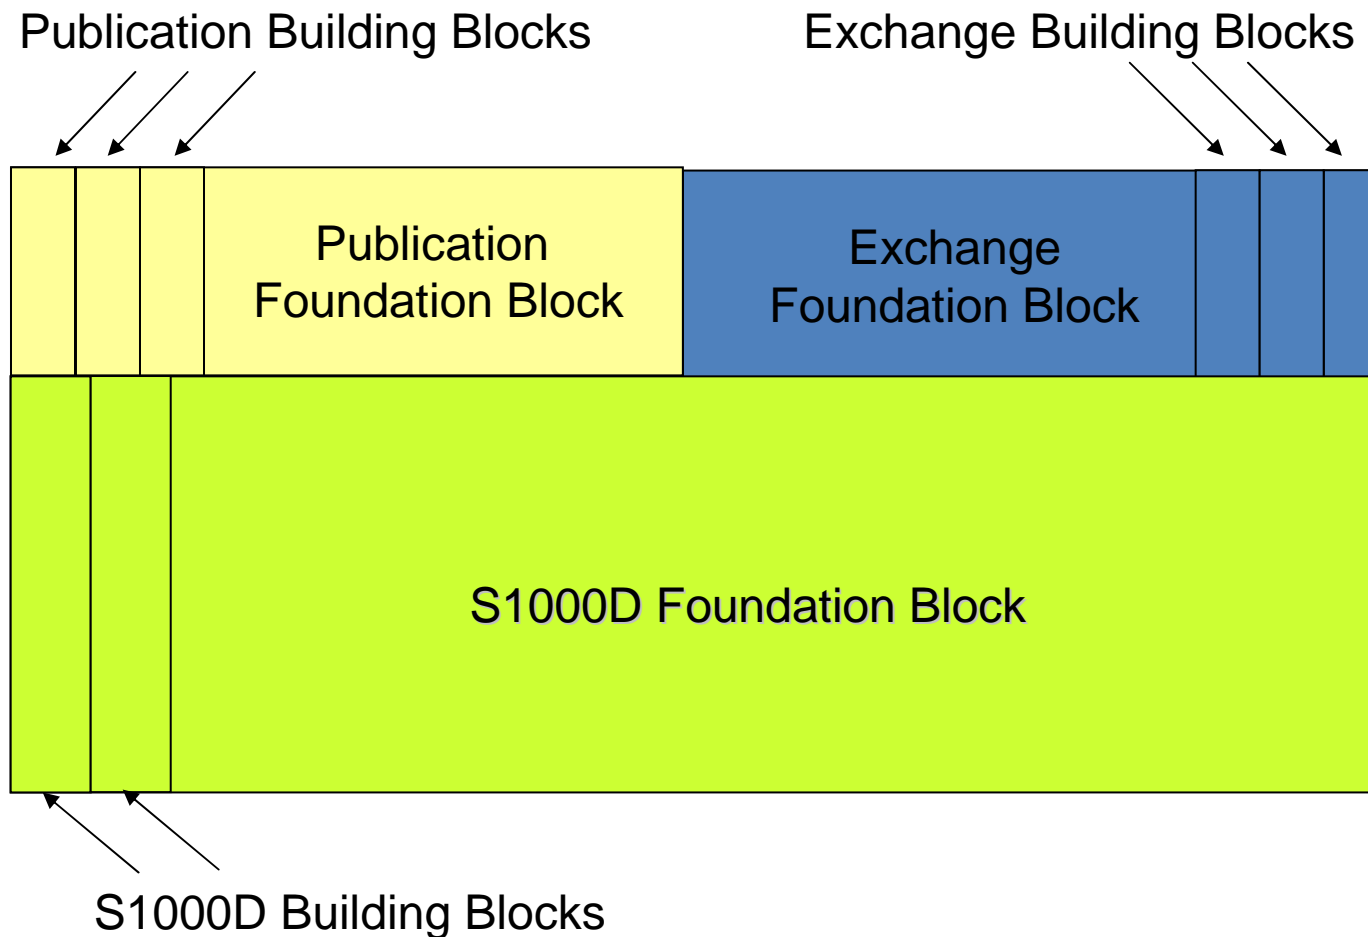 Publication Building Blocks
Exchange Building Blocks
Publication
Foundation Block
Exchange
Foundation Block
S1000D Foundation Block
S1000D Building Blocks